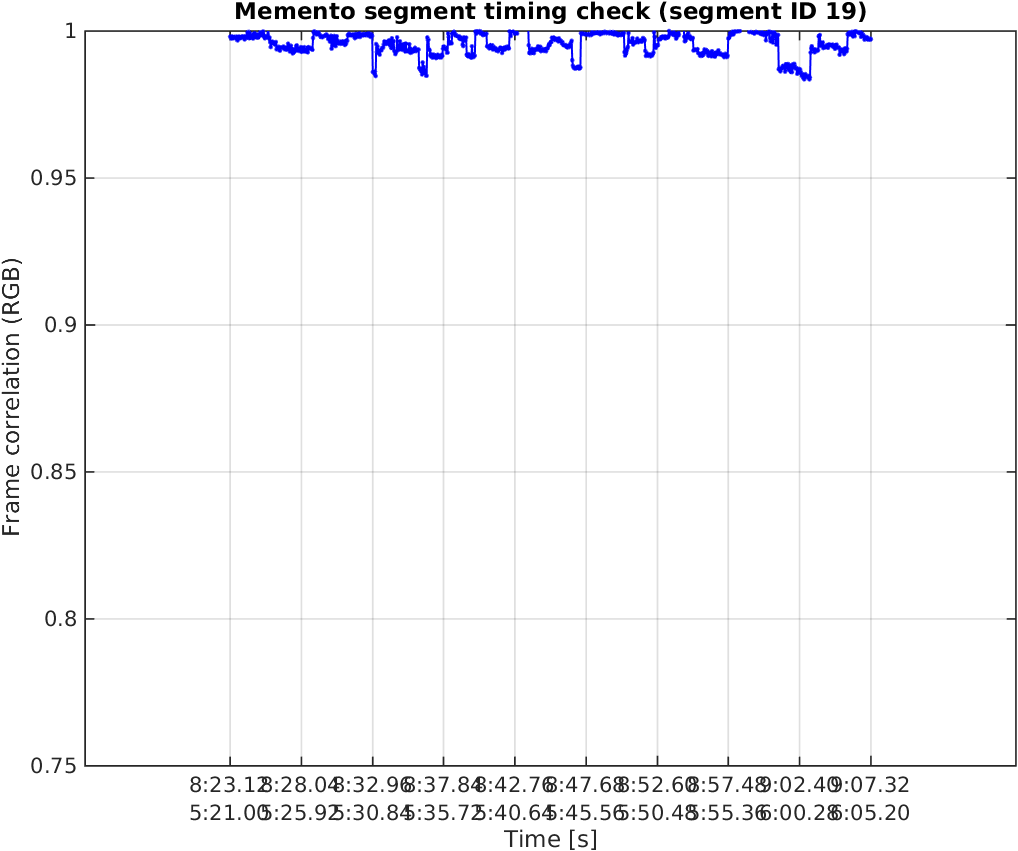 Memento segment timing check (segment ID 19)
1
0.95
0.9
0.85
0.8
0.75
Frame correlation (RGB)
8:23.12 8:28.04 8:32.96 8:37.84 8:42.76 8:47.68 8:52.60 8:57.48 9:02.40 9:07.32
5:21.00 5:25.92 5:30.84 5:35.72 5:40.64 5:45.56 5:50.48 5:55.36 6:00.28 6:05.20
Time [s]